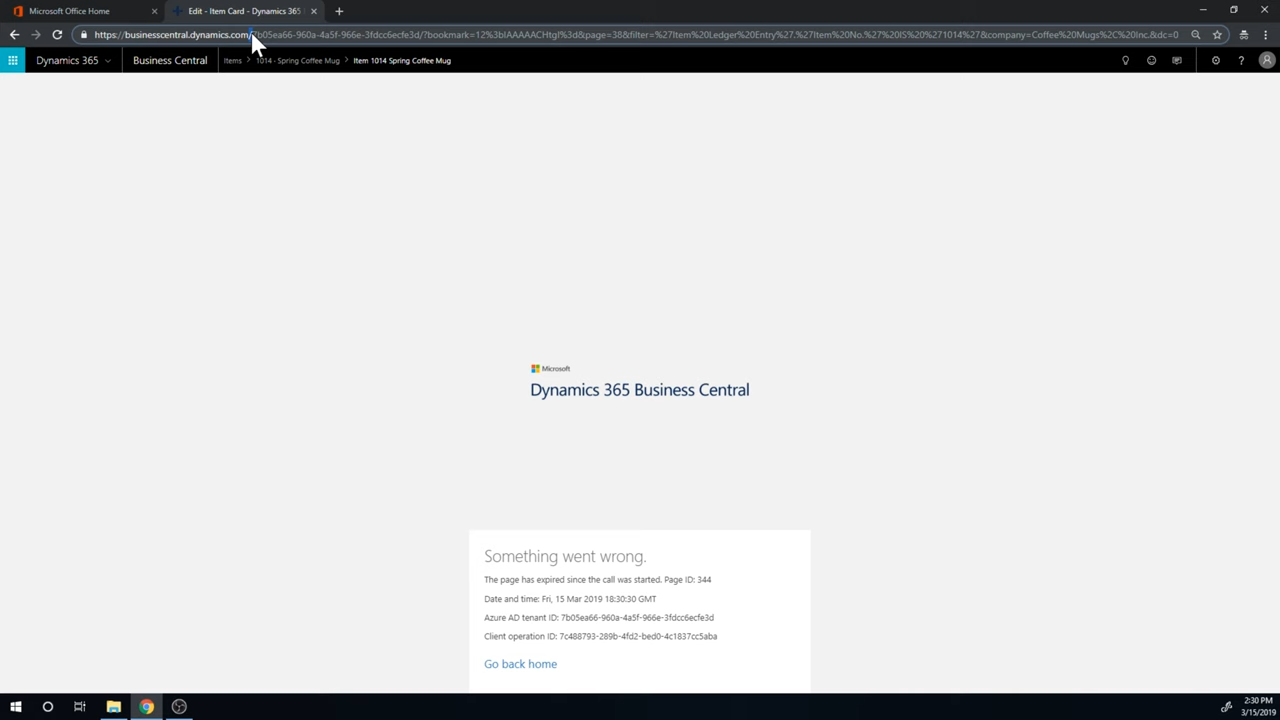 Microsoft Office Home
Edit - Item Card - Dynamics 365
https://businesscentral.dynamics.com/7b05ea66-960a-4a5f-966e-3fdcc6ecfe3d/?bookmark=12%3bIAAAAACHtgI%3d&page=38&filter=%27Item%20Ledger%20Entry%27.%27Item%20No.%27%20IS%20%271014%27&company=Coffee%20Mugs%2C%20Inc.&dc=0
Dynamics 365
Business Central
Items > 1014 - Spring Coffee Mug > Item 1014 Spring Coffee Mug
Microsoft
Dynamics 365 Business Central
Something went wrong.
The page has expired since the call was started. Page ID: 344
Date and time: Fri, 15 Mar 2019 18:30:30 GMT
Azure AD tenant ID: 7b05ea66-960a-4a5f-966e-3fdcc6ecfe3d
Client operation ID: 7c488793-289b-4fd2-bed0-4c1837cc5aba
Go back home
2:30 PM
3/15/2019